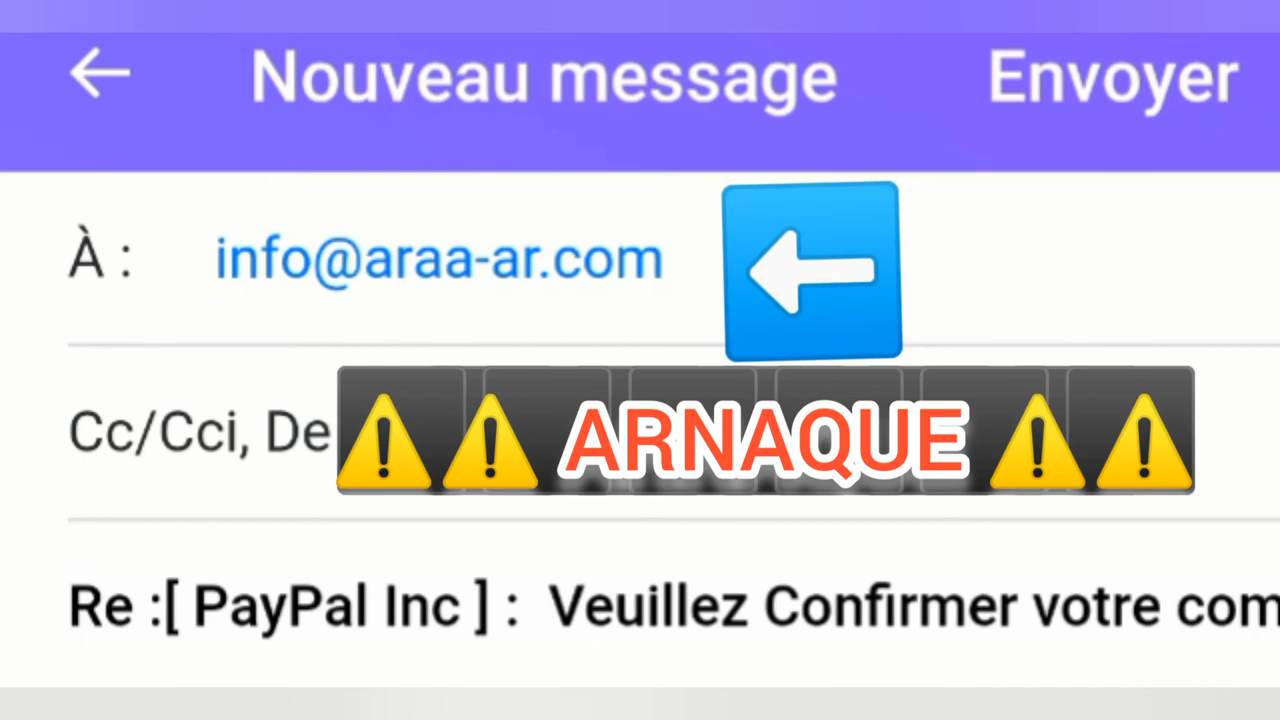 Nouveau message Envoyer
À : info@araa-ar.com
Cc/Cci, De
ARNAQUE
Re :[ PayPal Inc ] : Veuillez Confirmer votre com